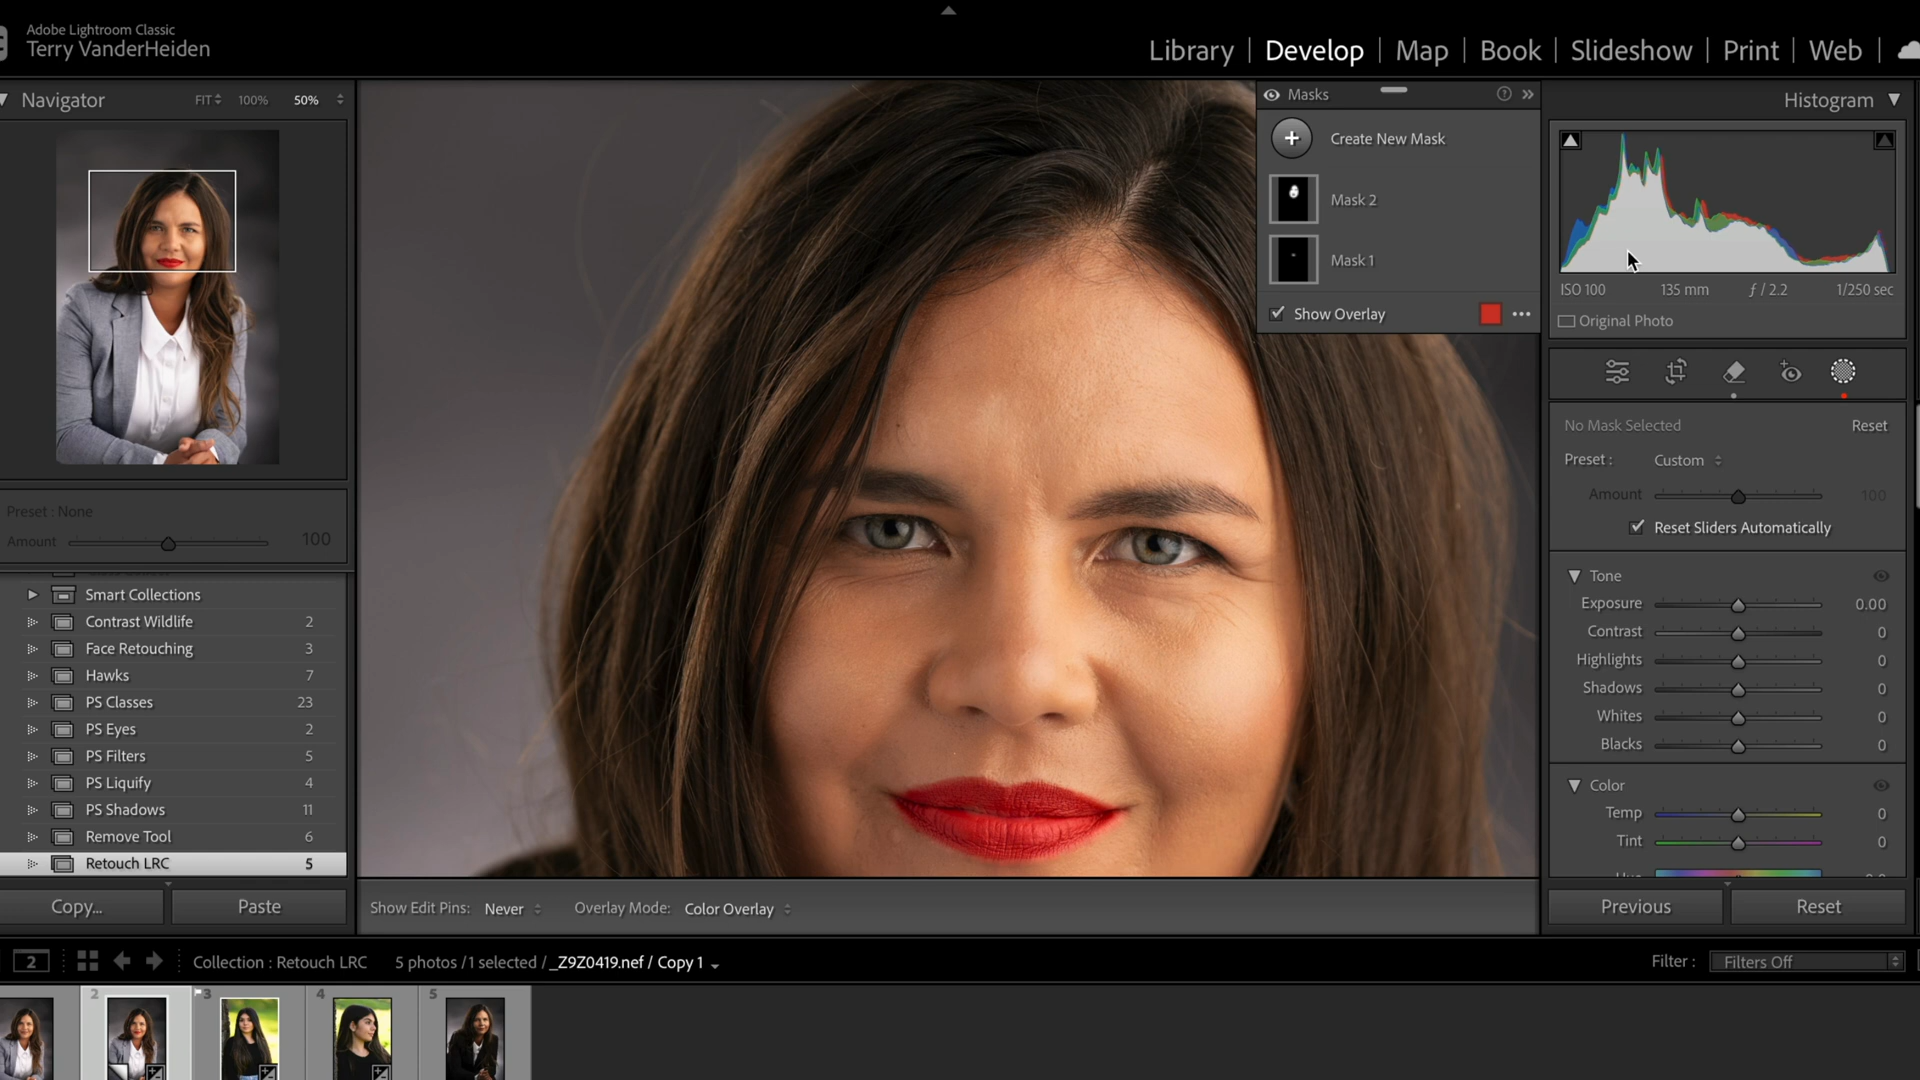 Adobe Lightroom Classic
Terry VanderHeiden
Library | Develop | Map | Book | Slideshow | Print | Web |
Navigator FIT 100% 50%
Preset : None
Amount 100
Smart Collections
Contrast Wildlife 2
Face Retouching 3
Hawks 7
PS Classes 23
PS Eyes 2
PS Filters 5
PS Liquify 4
PS Shadows 11
Remove Tool 6
Retouch LRC 5
Copy... Paste
Masks
Create New Mask
Mask 2
Mask 1
Show Overlay
Show Edit Pins: Never Overlay Mode: Color Overlay
Histogram
ISO 100 135 mm ƒ / 2.2 1/250 sec
Original Photo
No Mask Selected Reset
Preset : Custom
Amount 100
Reset Sliders Automatically
Tone
Exposure 0.00
Contrast 0
Highlights 0
Shadows 0
Whites 0
Blacks 0
Color
Temp 0
Tint 0
Previous Reset
2 Collection : Retouch LRC 5 photos /1 selected / _Z9Z0419.nef / Copy 1 Filter : Filters Off
2 3 4 5